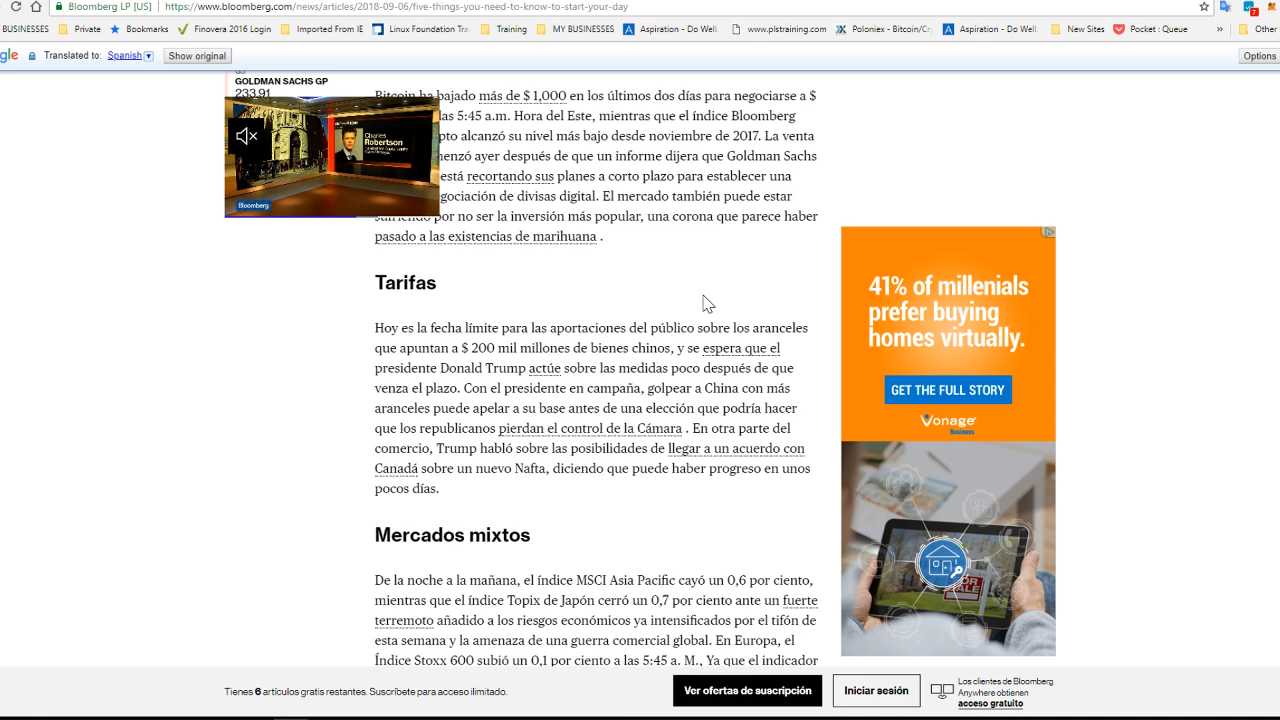 Bloomberg LP [US]
https://www.bloomberg.com/news/articles/2018-09-06/five-things-you-need-to-know-to-start-your-day
7
BUSINESSES Private Bookmarks Finovera 2016 Login Imported From IE Linux Foundation Tra Training MY BUSINESSES Aspiration - Do Well. www.plstraining.com Poloniex - Bitcoin/Cry Aspiration - Do Well. New Sites Pocket : Queue » Other
gle Translated to: Spanish Show original Options
GOLDMAN SACHS GP
233.91
Charles
Robertson
Bloomberg
Bitcoin ha bajado más de $ 1,000 en los últimos dos días para negociarse a $
las 5:45 a.m. Hora del Este, mientras que el índice Bloomberg
pto alcanzó su nivel más bajo desde noviembre de 2017. La venta
menzó ayer después de que un informe dijera que Goldman Sachs
está recortando sus planes a corto plazo para establecer una
gociación de divisas digital. El mercado también puede estar
sufriendo por no ser la inversión más popular, una corona que parece haber
pasado a las existencias de marihuana .
Tarifas
Hoy es la fecha límite para las aportaciones del público sobre los aranceles
que apuntan a $ 200 mil millones de bienes chinos, y se espera que el
presidente Donald Trump actúe sobre las medidas poco después de que
venza el plazo. Con el presidente en campaña, golpear a China con más
aranceles puede apelar a su base antes de una elección que podría hacer
que los republicanos pierdan el control de la Cámara . En otra parte del
comercio, Trump habló sobre las posibilidades de llegar a un acuerdo con
Canadá sobre un nuevo Nafta, diciendo que puede haber progreso en unos
pocos días.
Mercados mixtos
De la noche a la mañana, el índice MSCI Asia Pacific cayó un 0,6 por ciento,
mientras que el índice Topix de Japón cerró un 0,7 por ciento ante un fuerte
terremoto añadido a los riesgos económicos ya intensificados por el tifón de
esta semana y la amenaza de una guerra comercial global. En Europa, el
Índice Stoxx 600 subió un 0,1 por ciento a las 5:45 a. M., Ya que el indicador
41% of millenials
prefer buying
homes virtually.
GET THE FULL STORY
Vonage
Business
FOR
SALE
Tienes 6 artículos gratis restantes. Suscríbete para acceso ilimitado.
Ver ofertas de suscripción
Iniciar sesión
Los clientes de Bloomberg
Anywhere obtienen
acceso gratuito